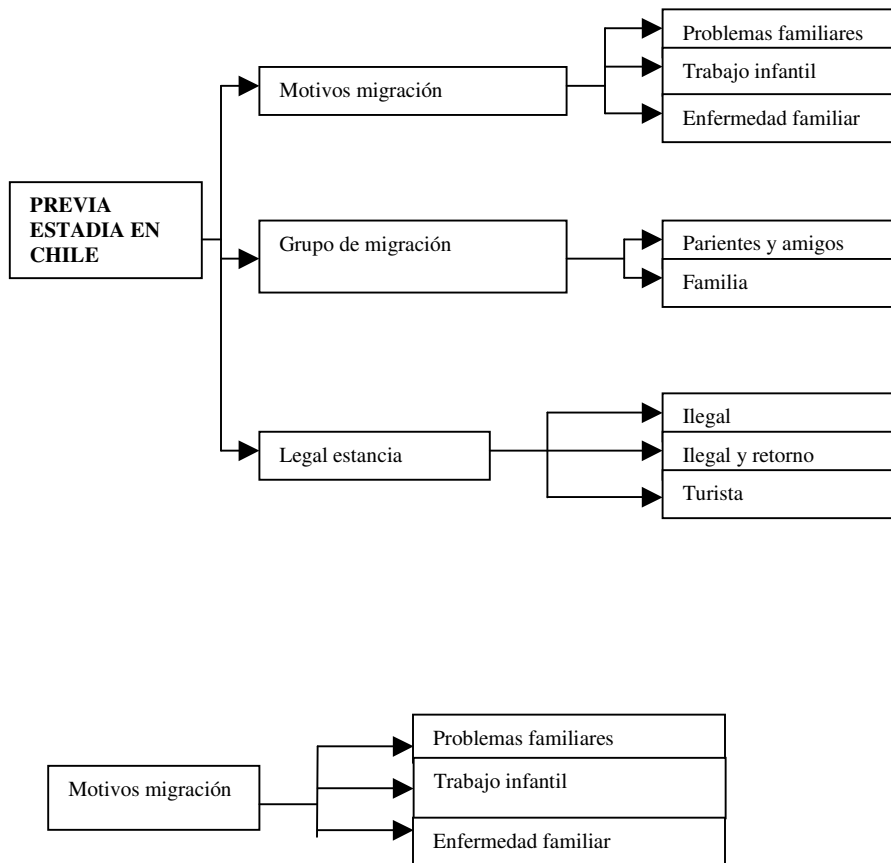 PREVIA
ESTADIA EN
CHILE
Motivos migración
Problemas familiares
Trabajo infantil
Enfermedad familiar
Grupo de migración
Parientes y amigos
Familia
Legal estancia
Ilegal
Ilegal y retorno
Turista
Motivos migración
Problemas familiares
Trabajo infantil
Enfermedad familiar